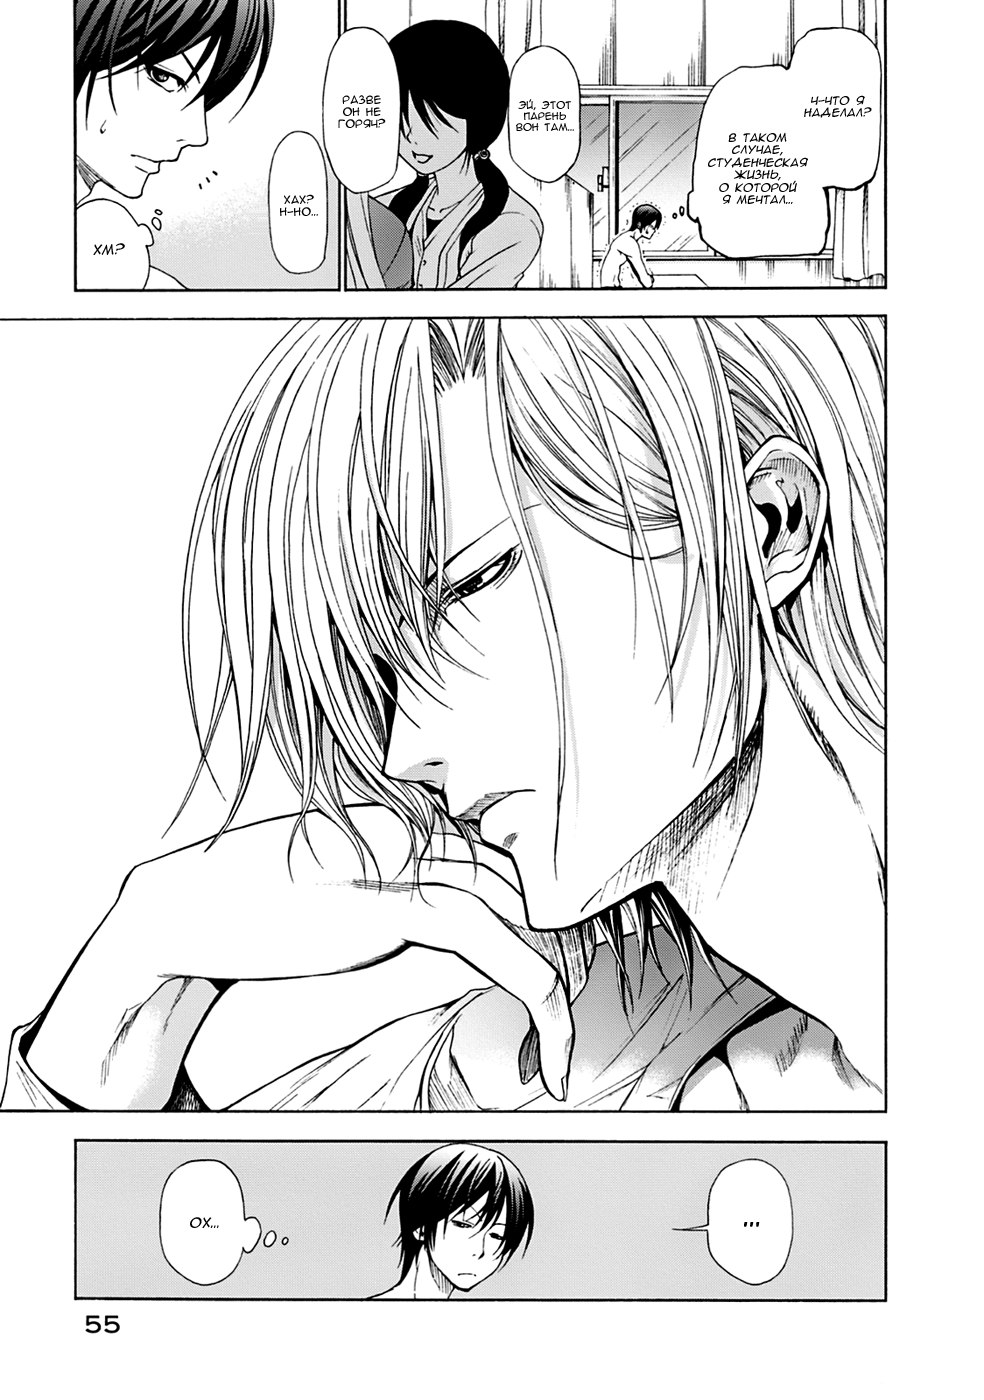 Ч-ЧТО Я
НАДЕЛАЛ?
В ТАКОМ
СЛУЧАЕ,
СТУДЕНЧЕСКАЯ
ЖИЗНЬ,
О КОТОРОЙ
Я МЕЧТАЛ...
ЭЙ, ЭТОТ
ПАРЕНЬ
ВОН ТАМ...
РАЗВЕ
ОН НЕ
ГОРЯЧ?
ХАХ?
Н-НО...
ХМ?
...
ОХ...
55